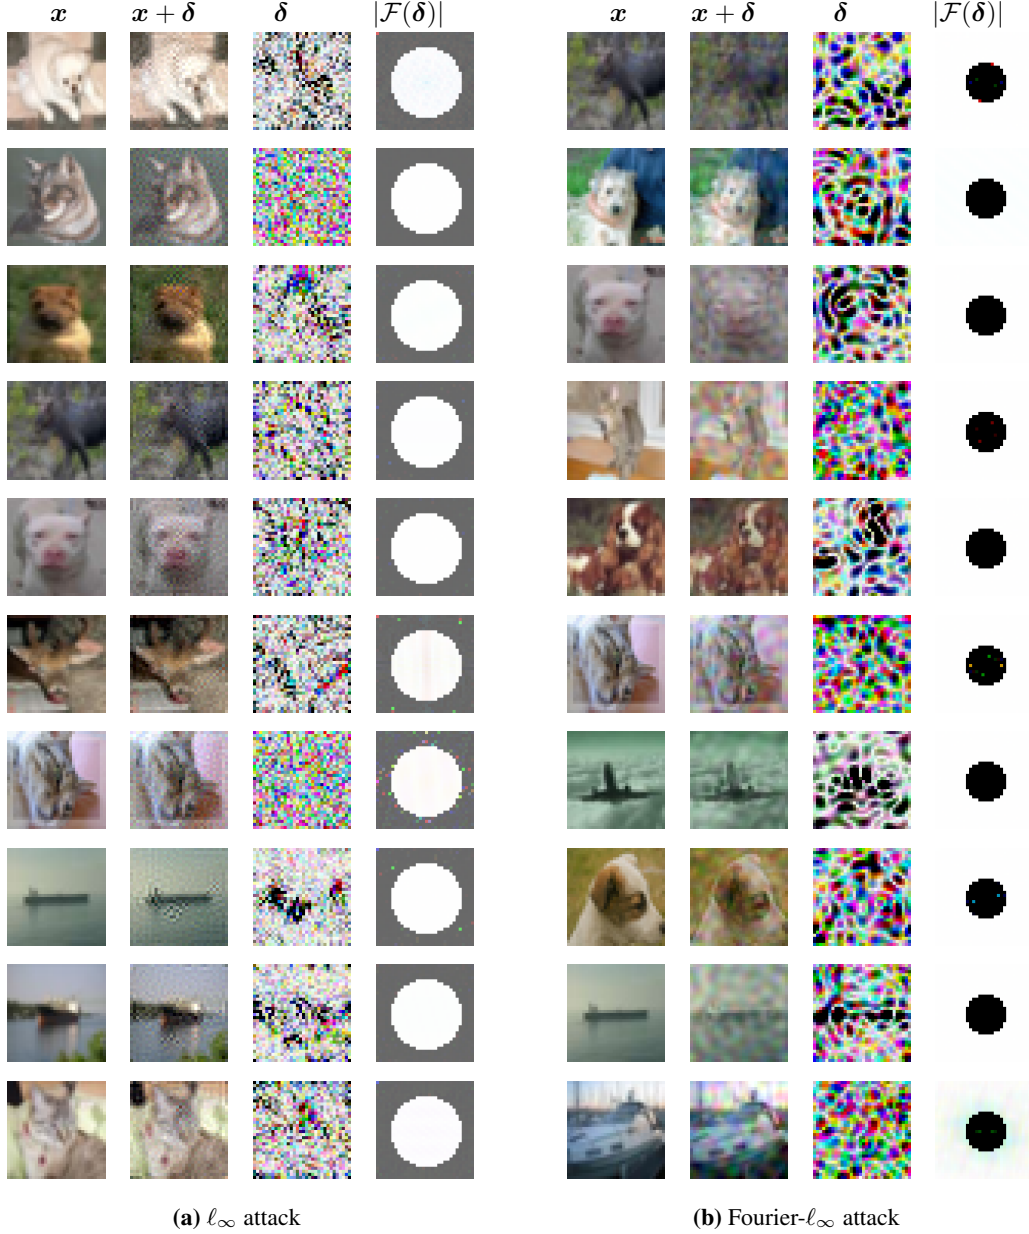 x x + δ δ |F(δ)| x x + δ δ |F(δ)|
(a) ℓ∞ attack (b) Fourier-ℓ∞ attack